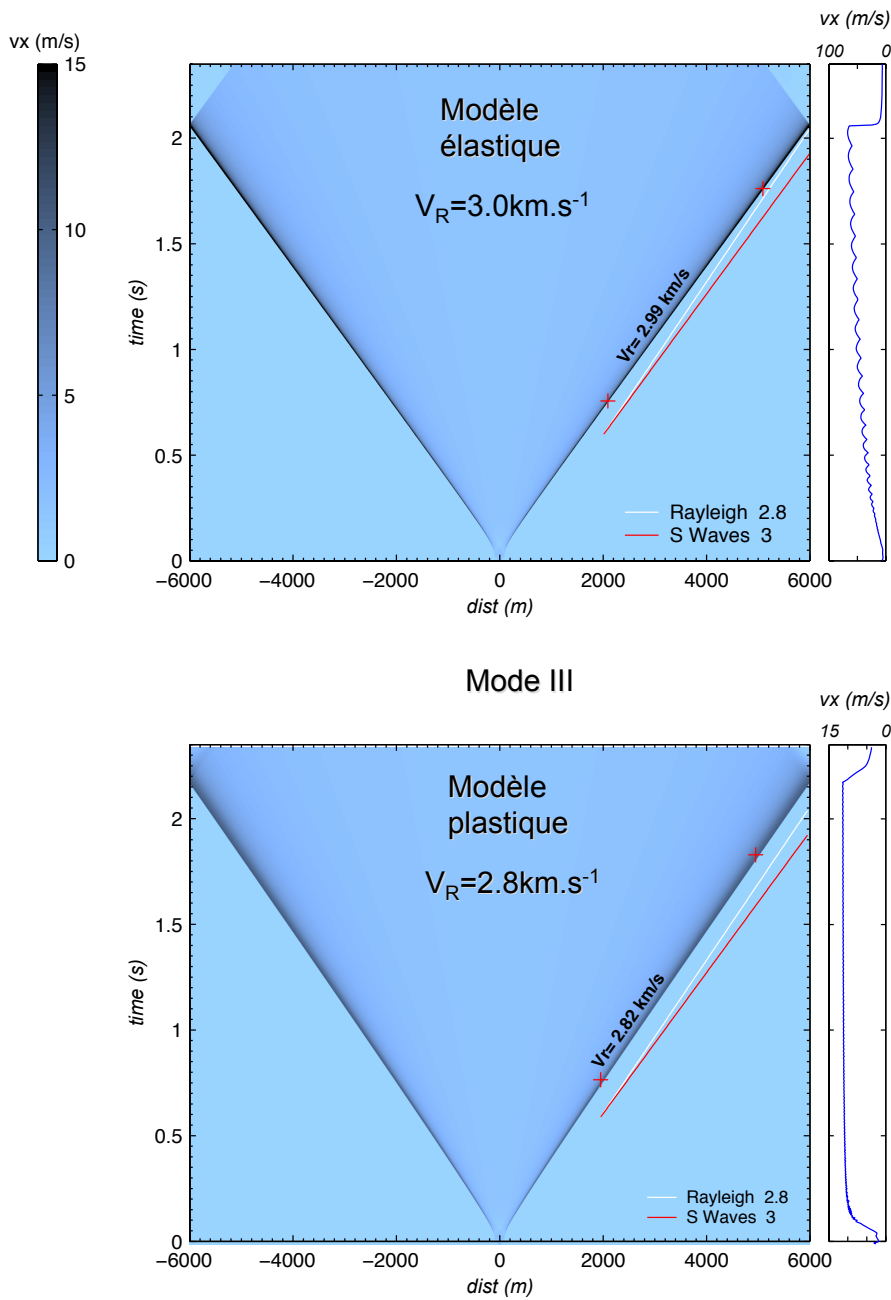 vx (m/s)
vx (m/s)
100 0
15
10
5
0
Modèle
élastique
V_R=3.0km.s⁻¹
Vr= 2.99 km/s
time (s)
2
1.5
1
0.5
0
Rayleigh 2.8
S Waves 3
−6000 −4000 −2000 0 2000 4000 6000
dist (m)
Mode III
vx (m/s)
15 0
Modèle
plastique
V_R=2.8km.s⁻¹
Vr= 2.82 km/s
time (s)
2
1.5
1
0.5
0
Rayleigh 2.8
S Waves 3
−6000 −4000 −2000 0 2000 4000 6000
dist (m)